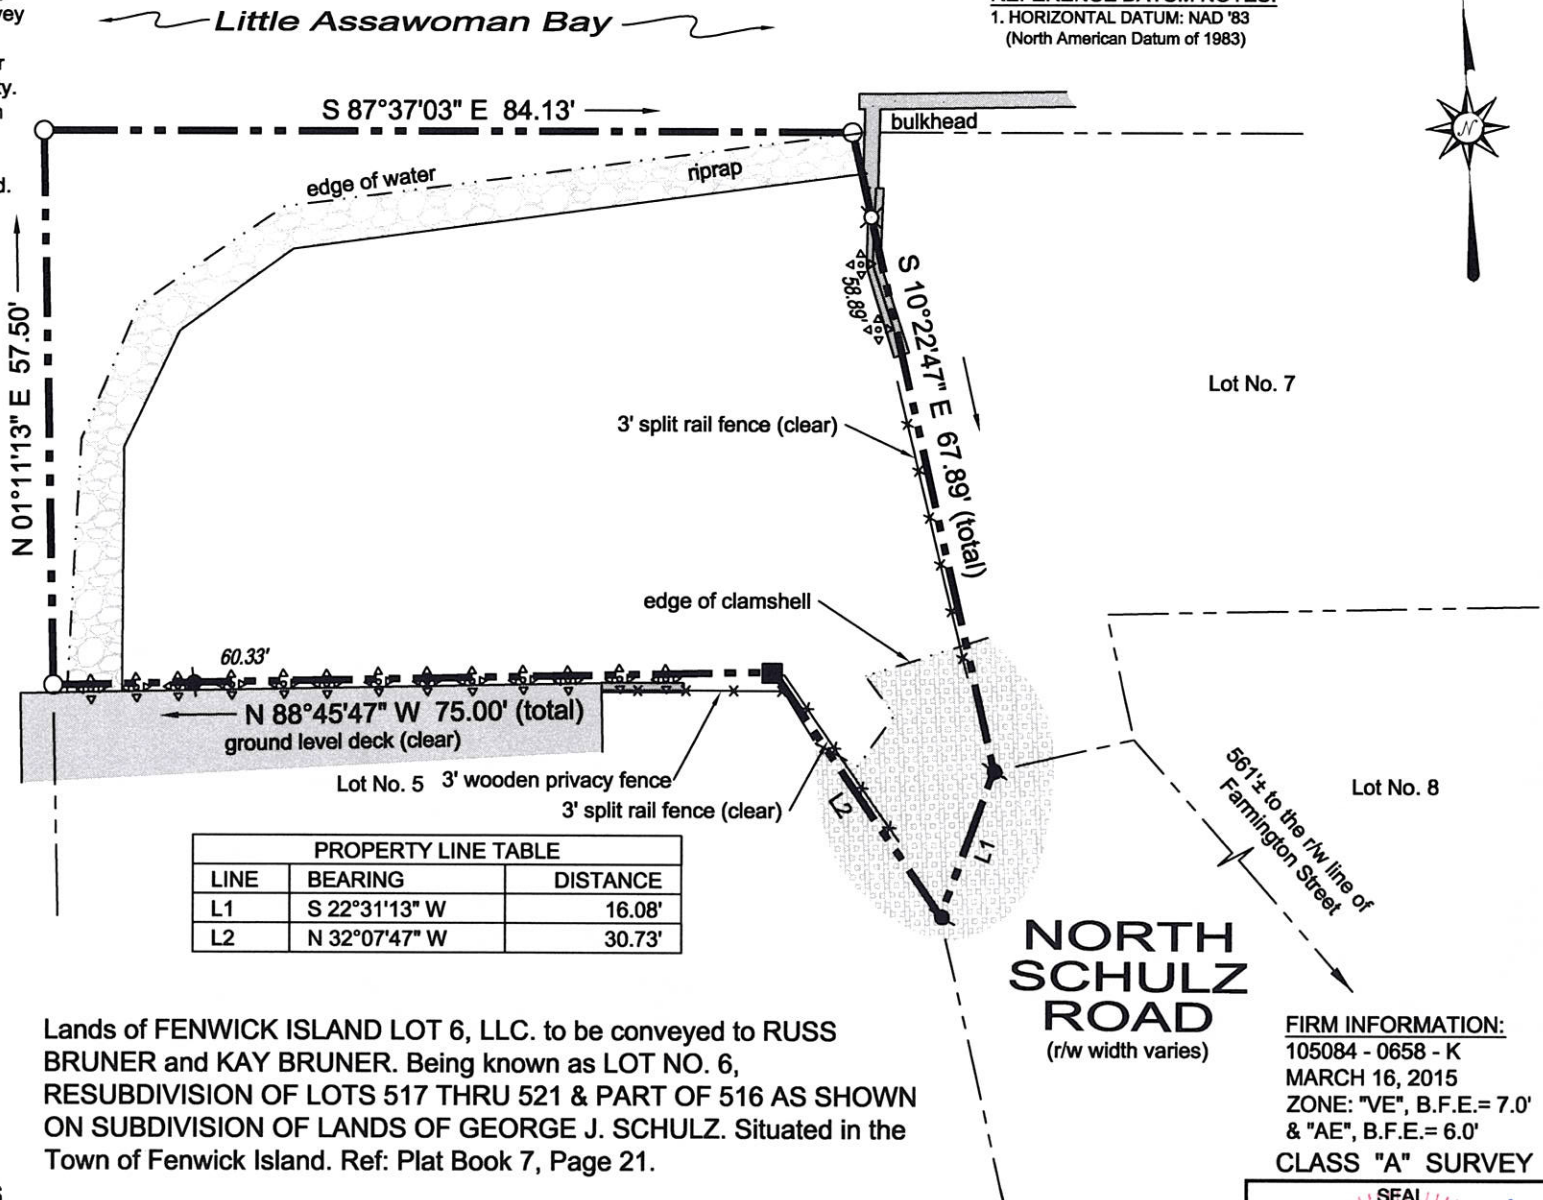 vey
r
ty.
n
d.
Little Assawoman Bay
1. HORIZONTAL DATUM: NAD '83
(North American Datum of 1983)
N
S 87°37'03" E 84.13'
bulkhead
edge of water
riprap
N 01°11'13" E 57.50'
58.89'
S 10°22'47" E 67.89' (total)
Lot No. 7
3' split rail fence (clear)
edge of clamshell
60.33'
N 88°45'47" W 75.00' (total)
ground level deck (clear)
Lot No. 5
3' wooden privacy fence
3' split rail fence (clear)
L2
L1
Lot No. 8
561'± to the r/w line of
Farmington Street
PROPERTY LINE TABLE
LINE BEARING DISTANCE
L1 S 22°31'13" W 16.08'
L2 N 32°07'47" W 30.73'
NORTH
SCHULZ
ROAD
(r/w width varies)
Lands of FENWICK ISLAND LOT 6, LLC. to be conveyed to RUSS
BRUNER and KAY BRUNER. Being known as LOT NO. 6,
RESUBDIVISION OF LOTS 517 THRU 521 & PART OF 516 AS SHOWN
ON SUBDIVISION OF LANDS OF GEORGE J. SCHULZ. Situated in the
Town of Fenwick Island. Ref: Plat Book 7, Page 21.
FIRM INFORMATION:
105084 - 0658 - K
MARCH 16, 2015
ZONE: "VE", B.F.E.= 7.0'
& "AE", B.F.E.= 6.0'
CLASS "A" SURVEY
SEAL